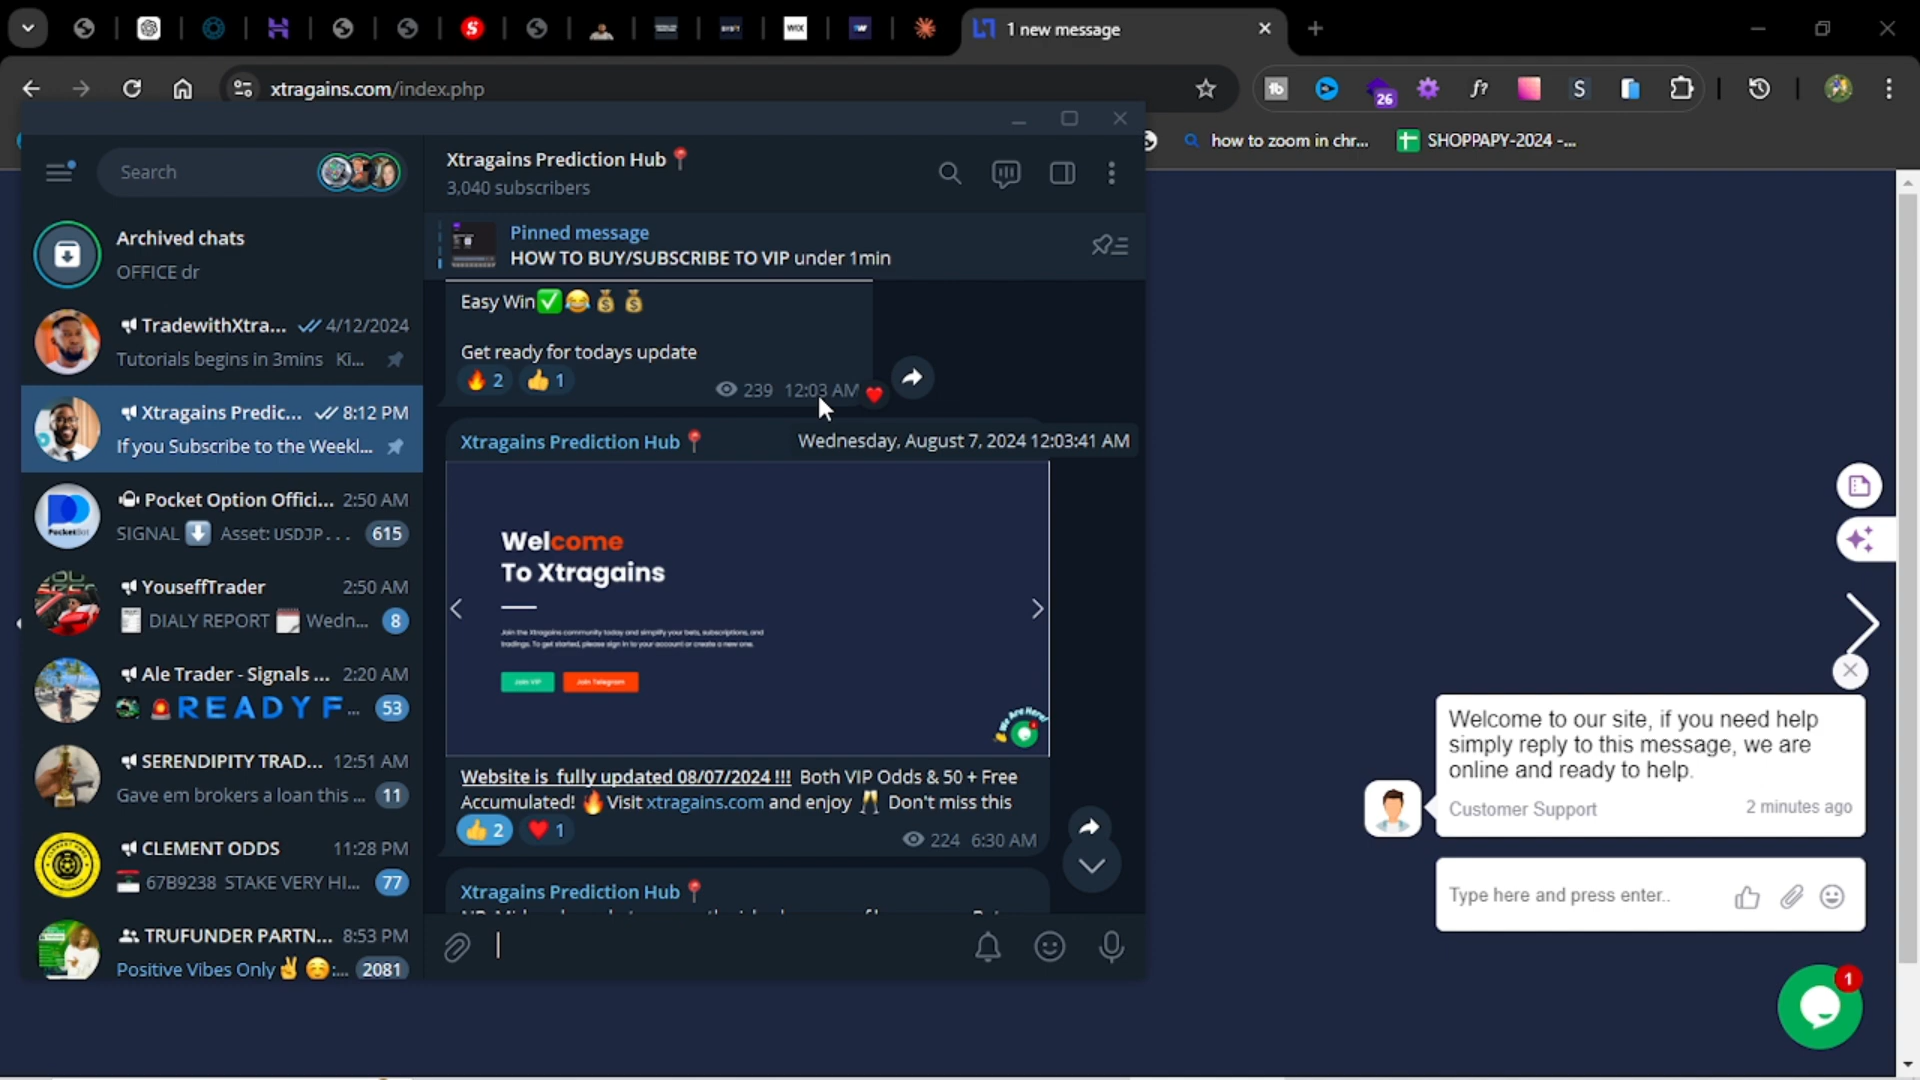 1 new message
xtragains.com/index.php
26
how to zoom in chr...
SHOPPAPY-2024 -...
Search
Archived chats
OFFICE dr
TradewithXtra... 4/12/2024
Tutorials begins in 3mins Ki...
Xtragains Predic... 8:12 PM
If you Subscribe to the Weekl...
Pocket Option Offici... 2:50 AM
SIGNAL ⬇️ Asset: USDJP... 615
YouseffTrader 2:50 AM
DIALY REPORT Wedn... 8
Ale Trader - Signals ... 2:20 AM
READY F... 53
SERENDIPITY TRAD... 12:51 AM
Gave em brokers a loan this ... 11
CLEMENT ODDS 11:28 PM
67B9238 STAKE VERY HI... 77
TRUFUNDER PARTN... 8:53 PM
Positive Vibes Only ✌️😊:... 2081
Xtragains Prediction Hub📍
3,040 subscribers
Pinned message
HOW TO BUY/SUBSCRIBE TO VIP under 1min
Easy Win✅😂💰💰
Get ready for todays update
🔥 2 👍 1
239 12:03 AM
Xtragains Prediction Hub📍
Wednesday, August 7, 2024 12:03:41 AM
Welcome
To Xtragains
Join the Xtragains community today and simplify your bets, subscriptions, and
tradings. To get started, please sign in to your account or create a new one.
Join VIP Join Telegram
We Are Here!
Website is fully updated 08/07/2024 !!! Both VIP Odds & 50 + Free
Accumulated! 🔥Visit xtragains.com and enjoy 🥂 Don't miss this
👍 2 ❤️ 1
224 6:30 AM
Xtragains Prediction Hub📍
Welcome to our site, if you need help
simply reply to this message, we are
online and ready to help.
Customer Support 2 minutes ago
Type here and press enter..
1